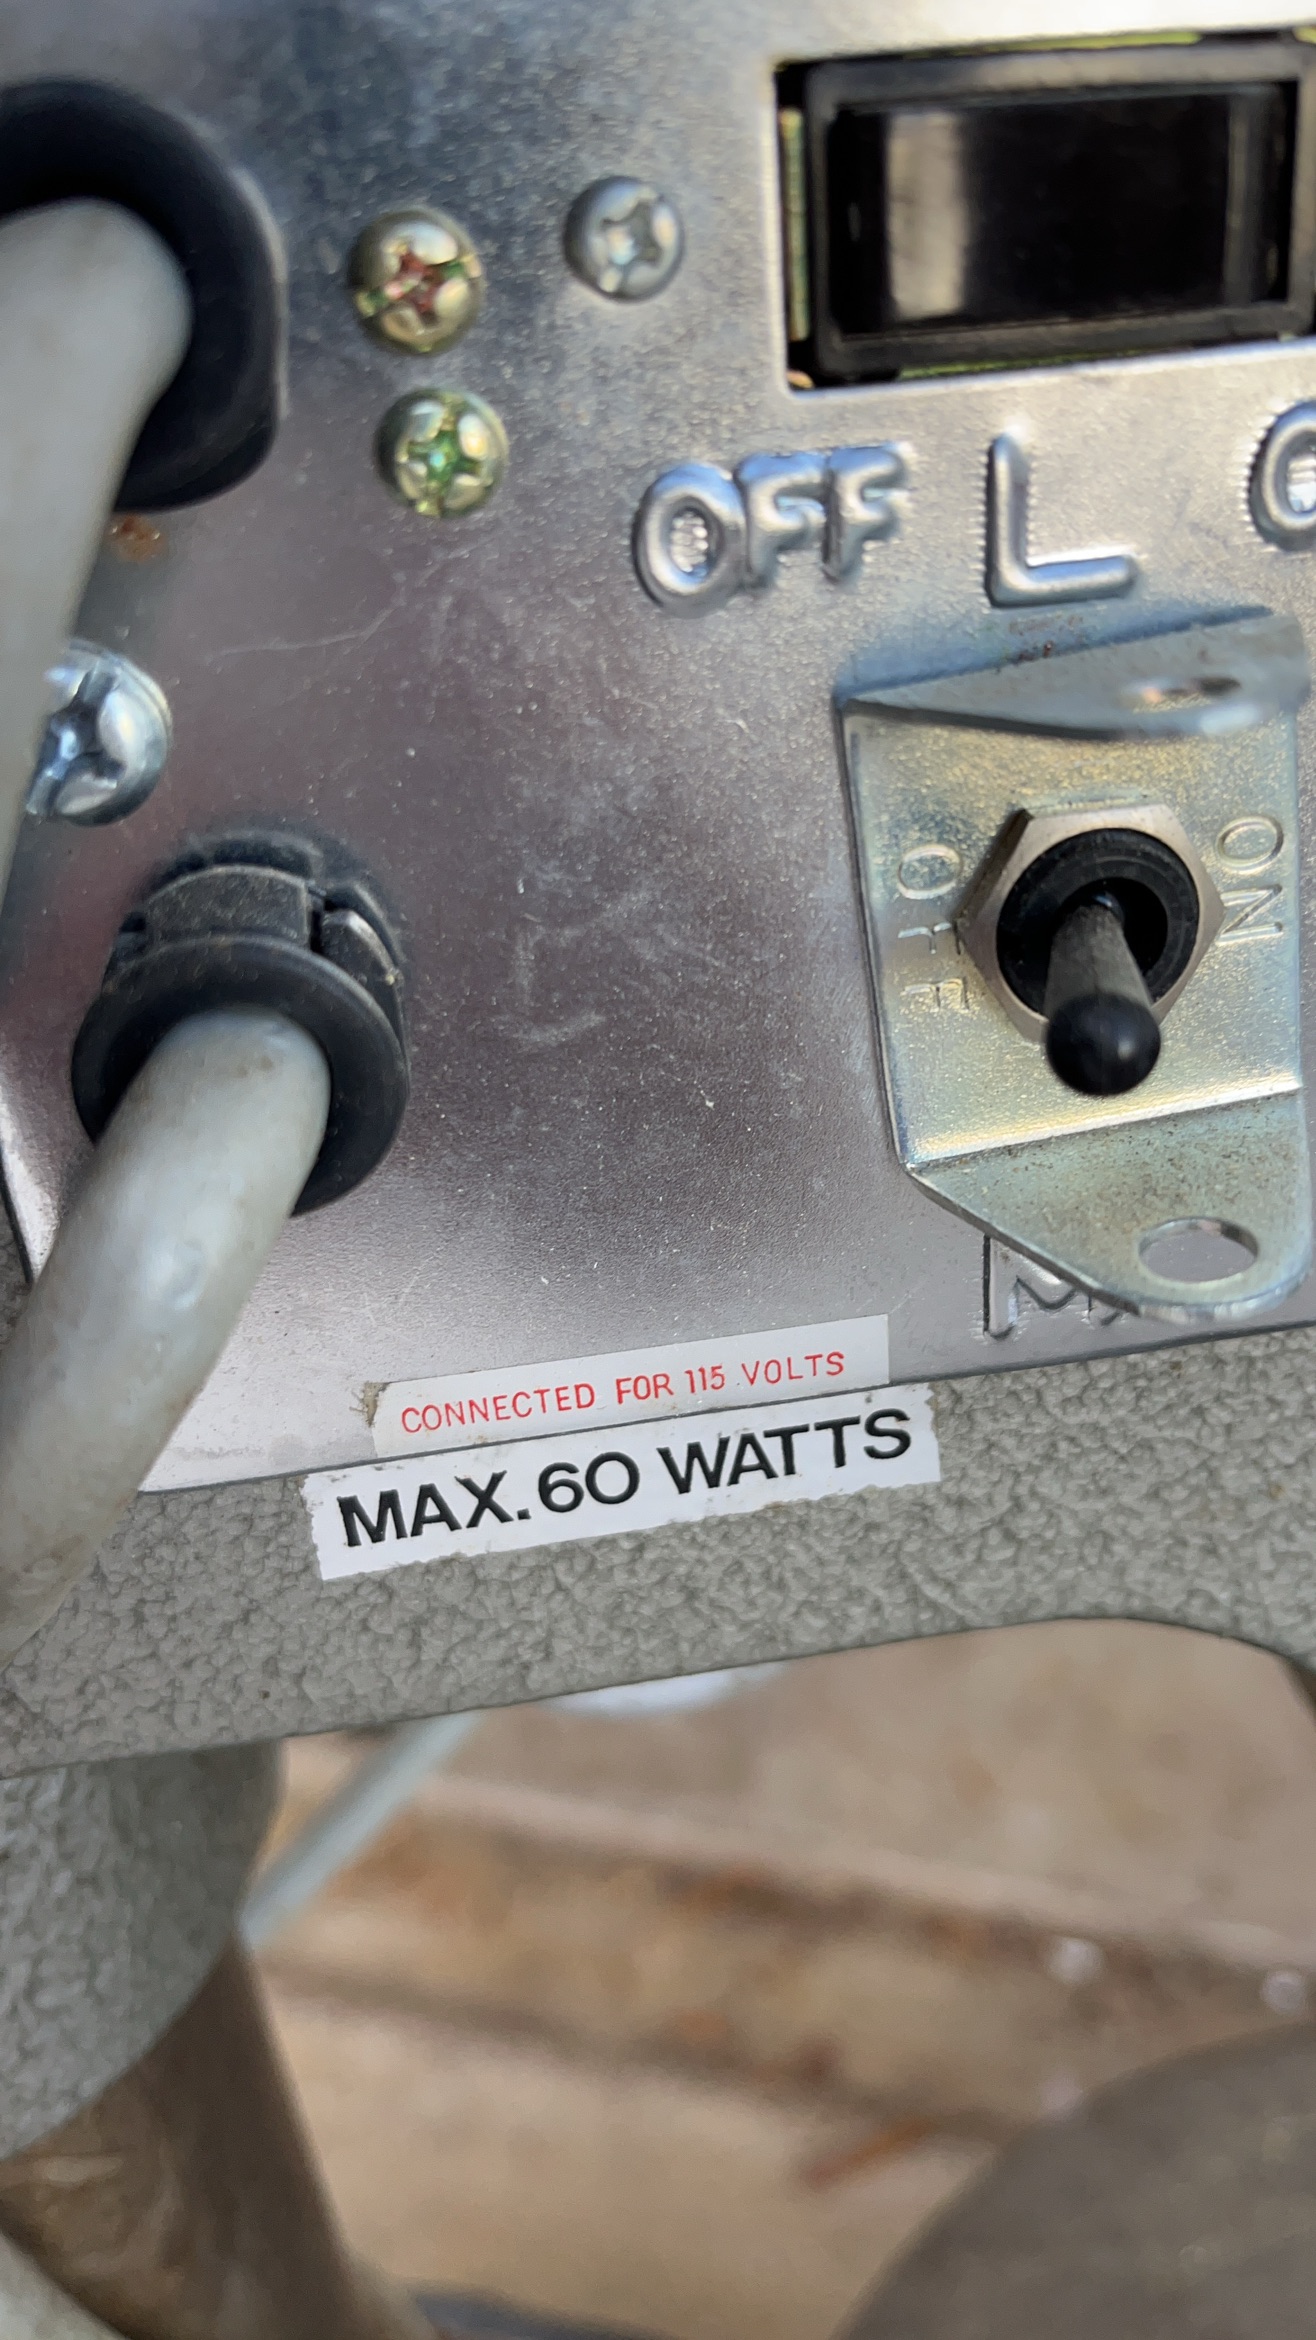 OFF L
OFF
ON
CONNECTED FOR 115 VOLTS
MAX.60 WATTS